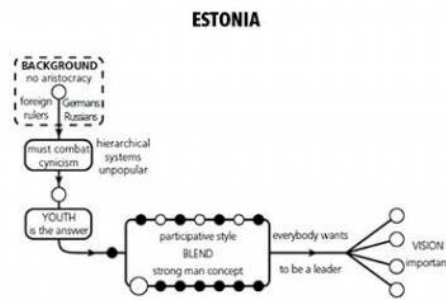 ESTONIA
BACKGROUND
no aristocracy
foreign Germans
rulers Russians
must combat
cynicism
hierarchical
systems
unpopular
YOUTH
is the answer
participative style
BLEND
strong man concept
everybody wants
to be a leader
VISION
important